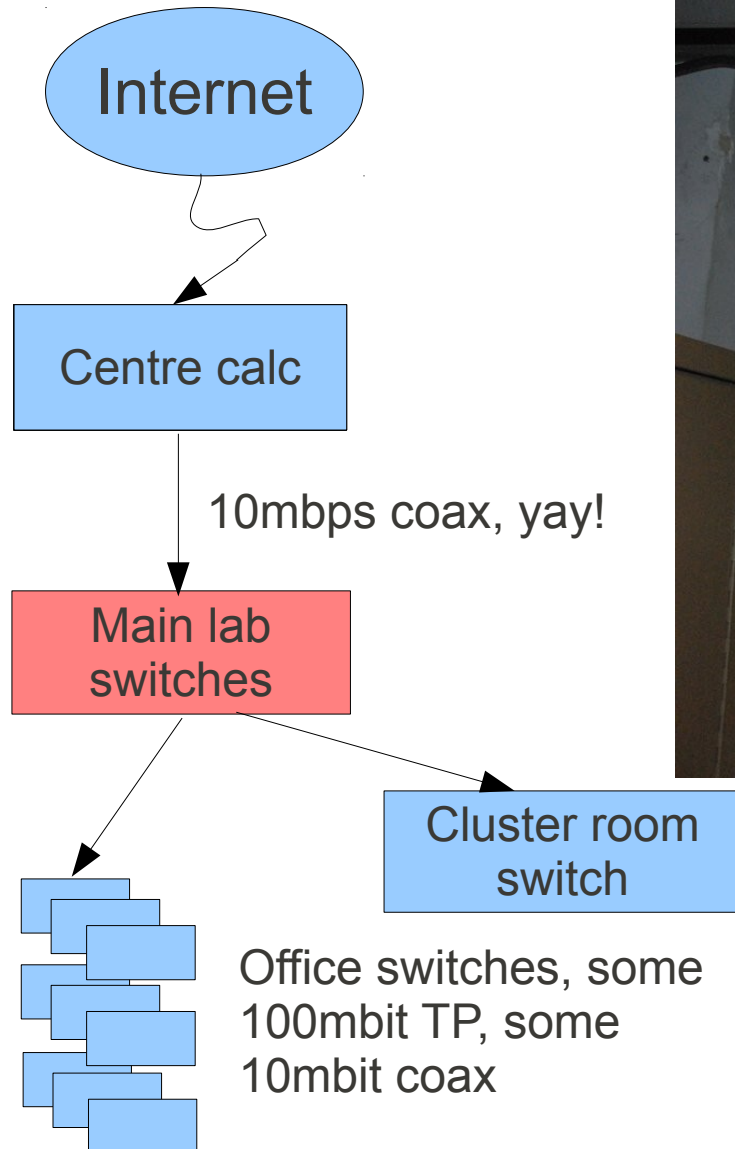 Internet
Centre calc
10mbps coax, yay!
Main lab
switches
Cluster room
switch
Office switches, some
100mbit TP, some
10mbit coax